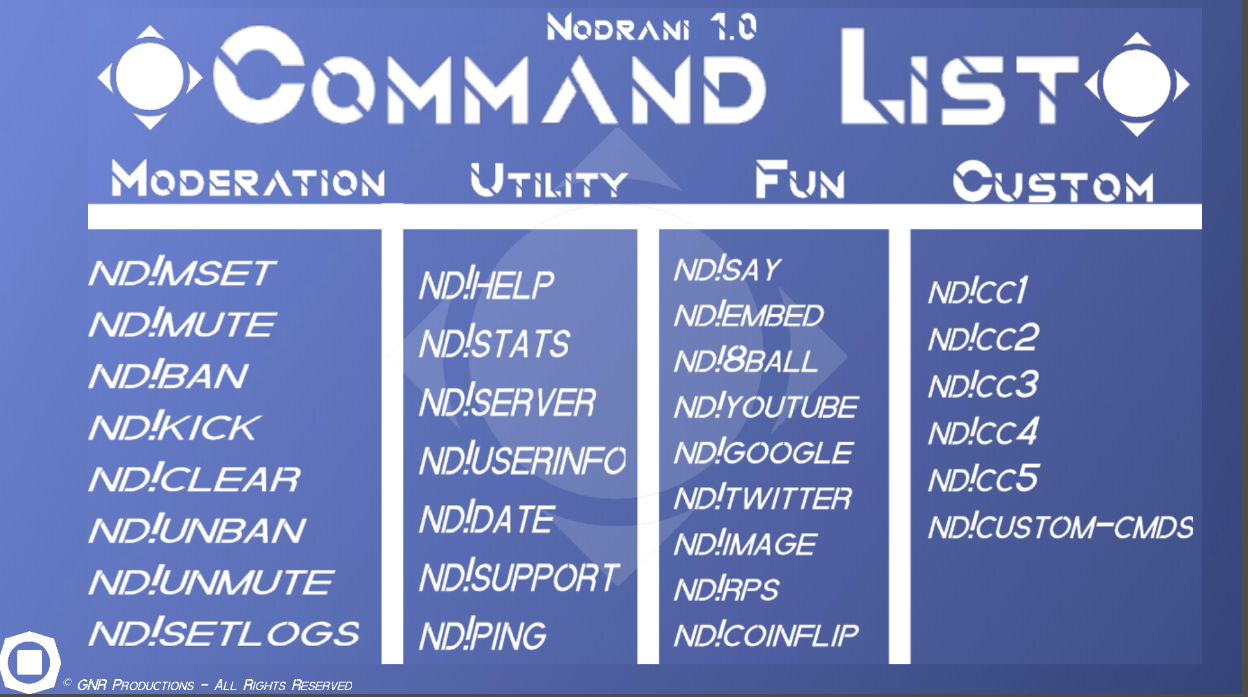 Nodrani 1.0
Command List
Moderation
Utility
Fun
Custom
ND!MSET
ND!MUTE
ND!BAN
ND!KICK
ND!CLEAR
ND!UNBAN
ND!UNMUTE
ND!SETLOGS
ND!HELP
ND!STATS
ND!SERVER
ND!USERINFO
ND!DATE
ND!SUPPORT
ND!PING
ND!SAY
ND!EMBED
ND!8BALL
ND!YOUTUBE
ND!GOOGLE
ND!TWITTER
ND!IMAGE
ND!RPS
ND!COINFLIP
ND!CC1
ND!CC2
ND!CC3
ND!CC4
ND!CC5
ND!CUSTOM-CMDS
© GNR Productions - All Rights Reserved